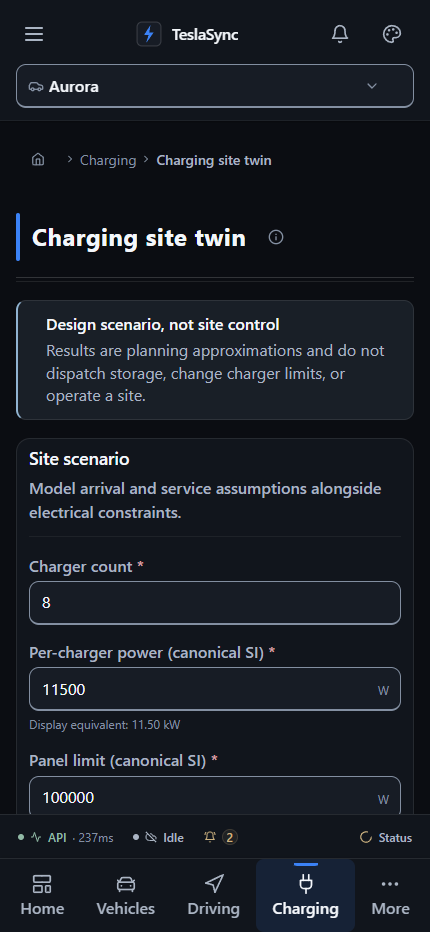 TeslaSync
Aurora
Charging
Charging site twin
Charging site twin
Design scenario, not site control
Results are planning approximations and do not
dispatch storage, change charger limits, or
operate a site.
Site scenario
Model arrival and service assumptions alongside
electrical constraints.
Charger count *
8
Per-charger power (canonical SI) *
11500 W
Display equivalent: 11.50 kW
Panel limit (canonical SI) *
100000 W
API · 237ms Idle 2 Status
Home Vehicles Driving Charging More